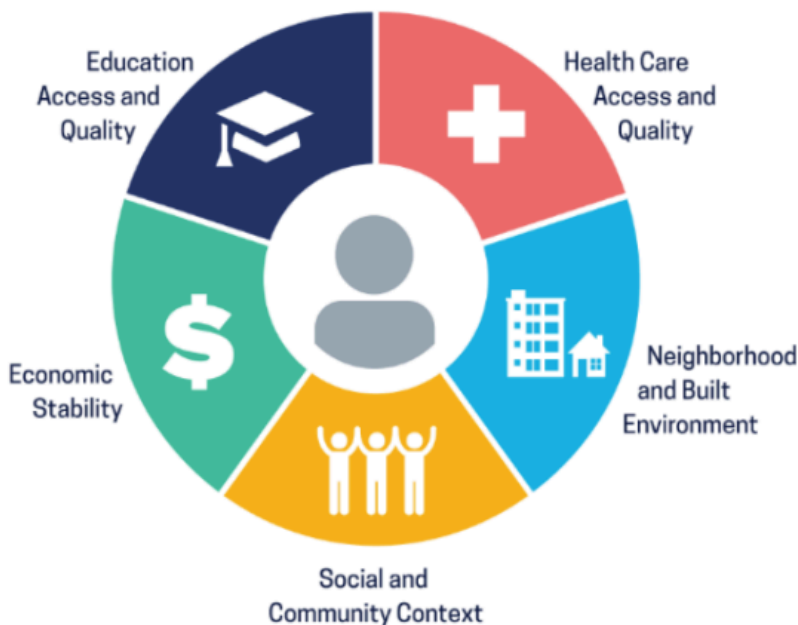 Education
Access and
Quality
Health Care
Access and
Quality
$
Economic
Stability
Neighborhood
and Built
Environment
Social and
Community Context